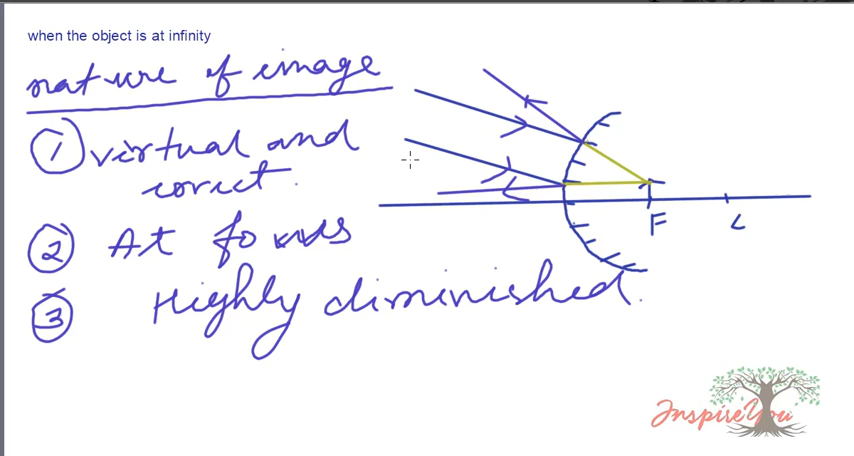 when the object is at infinity
nature of image
① virtual and
erect.
② At focus
③ Highly diminished.
F
C
InspireYou